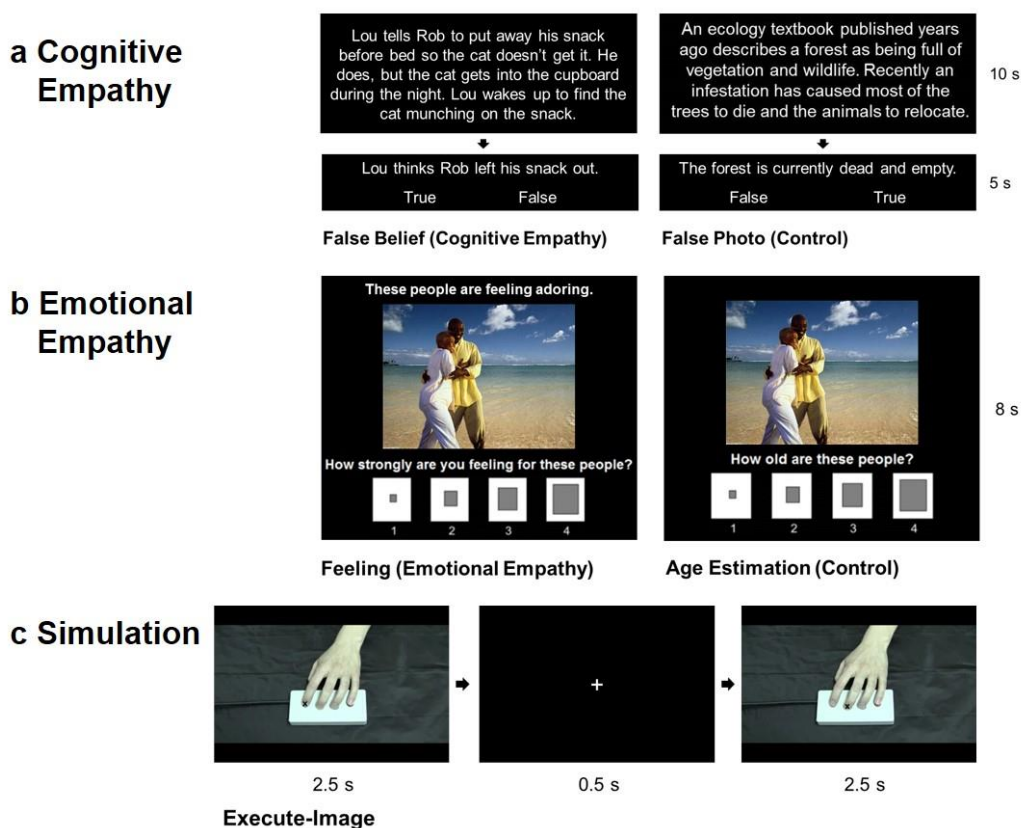 a Cognitive
Empathy
Lou tells Rob to put away his snack
before bed so the cat doesn't get it. He
does, but the cat gets into the cupboard
during the night. Lou wakes up to find the
cat munching on the snack.
An ecology textbook published years
ago describes a forest as being full of
vegetation and wildlife. Recently an
infestation has caused most of the
trees to die and the animals to relocate.
10 s
Lou thinks Rob left his snack out.
True False
The forest is currently dead and empty.
False True
5 s
False Belief (Cognitive Empathy)
False Photo (Control)
b Emotional
Empathy
These people are feeling adoring.
How strongly are you feeling for these people?
1 2 3 4
How old are these people?
1 2 3 4
8 s
Feeling (Emotional Empathy)
Age Estimation (Control)
c Simulation
x
+
x
2.5 s
0.5 s
2.5 s
Execute-Image